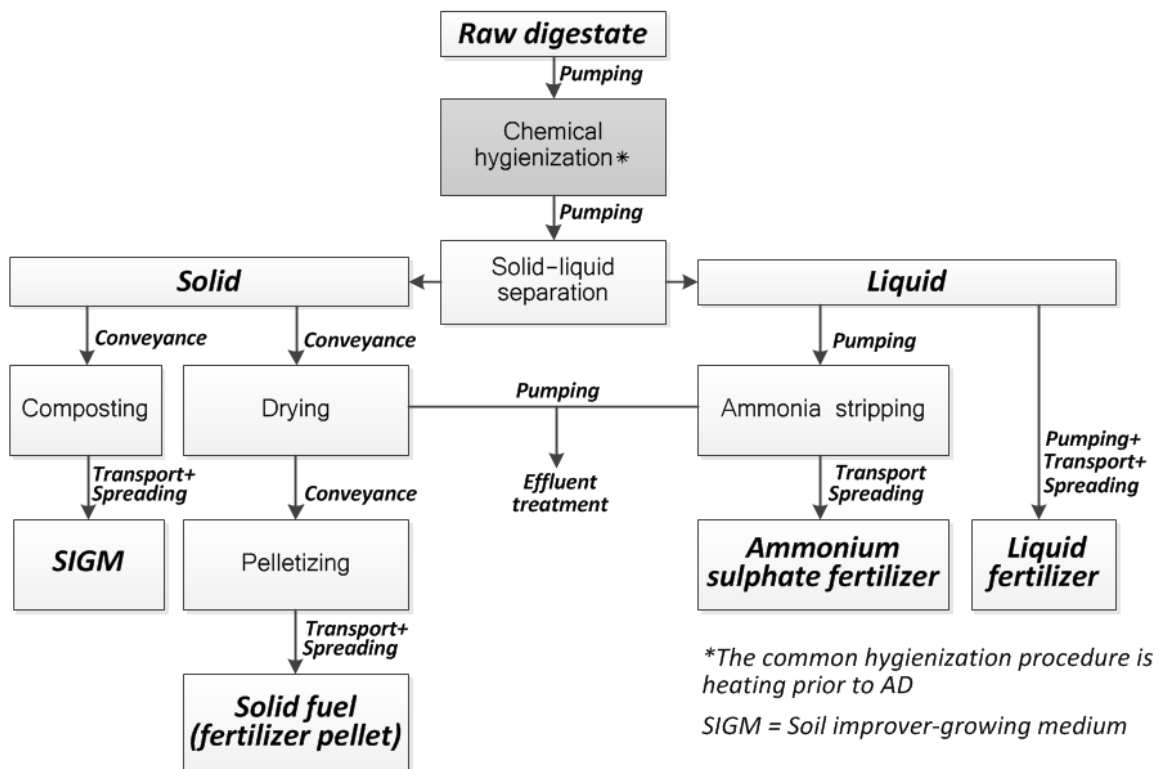 Raw digestate
Pumping
Chemical
hygienization*
Pumping
Solid-liquid
separation
Solid
Liquid
Conveyance
Conveyance
Pumping
Composting
Drying
Pumping
Ammonia stripping
Transport+
Spreading
Conveyance
Effluent
treatment
Transport
Spreading
Pumping+
Transport+
Spreading
SIGM
Pelletizing
Ammonium
sulphate fertilizer
Liquid
fertilizer
Transport+
Spreading
Solid fuel
(fertilizer pellet)
*The common hygienization procedure is
heating prior to AD
SIGM = Soil improver-growing medium